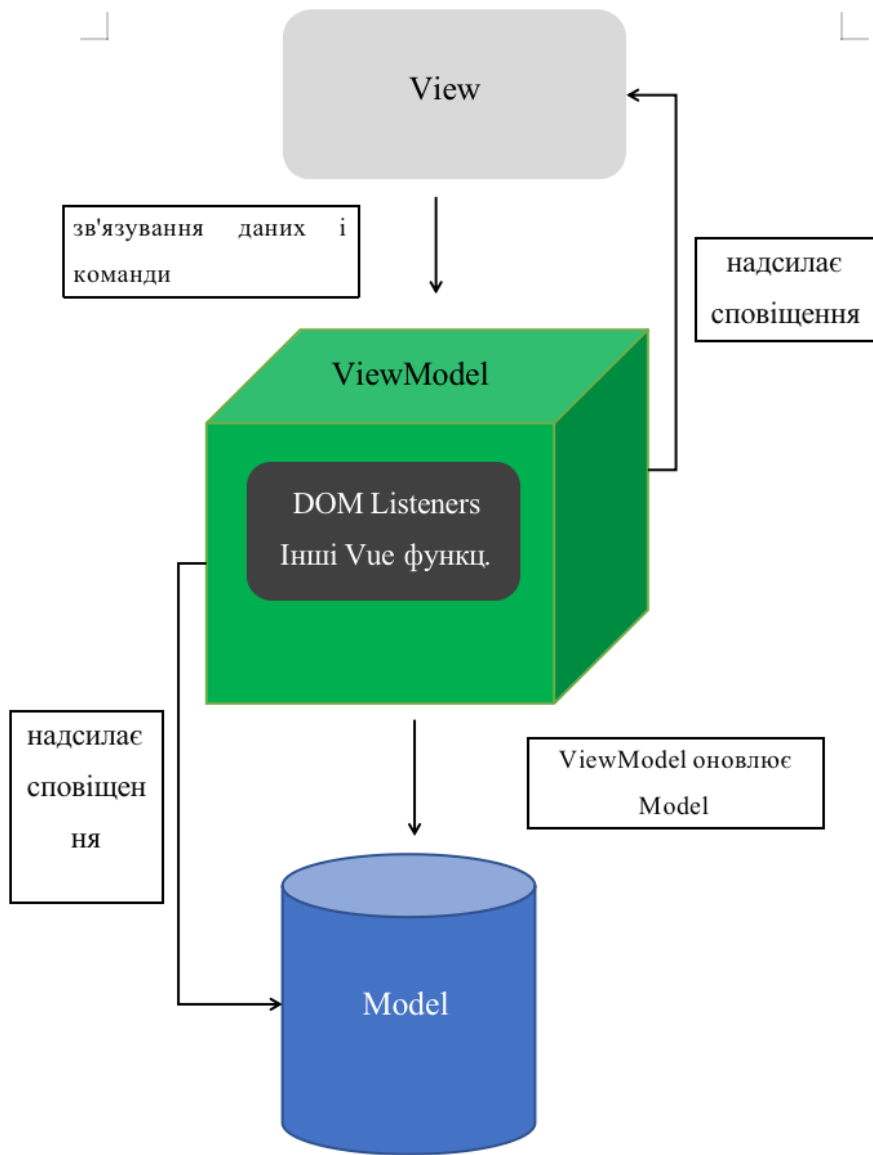 View
зв'язування даних і
команди
надсилає
сповіщення
ViewModel
DOM Listeners
Інші Vue функц.
надсилає
сповіщен
ня
ViewModel оновлює
Model
Model